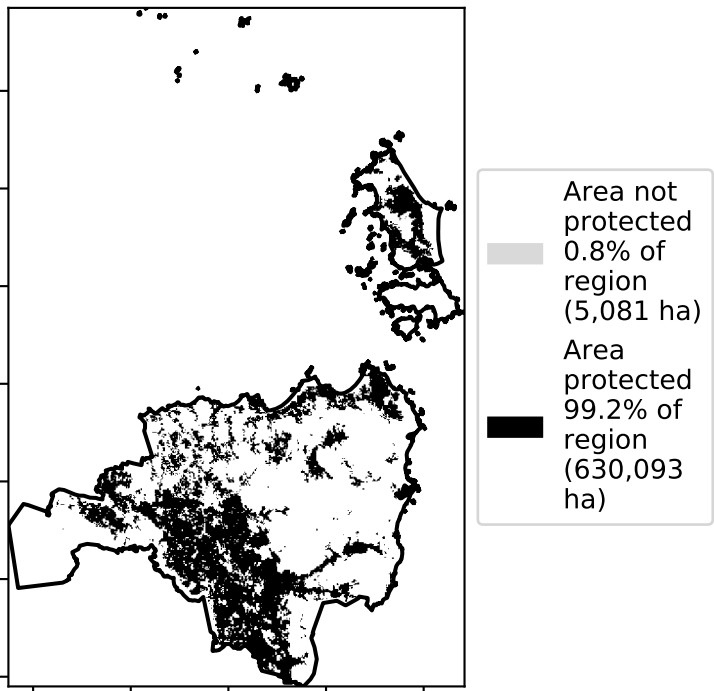 Area not
protected
0.8% of
region
(5,081 ha)
Area
protected
99.2% of
region
(630,093
ha)